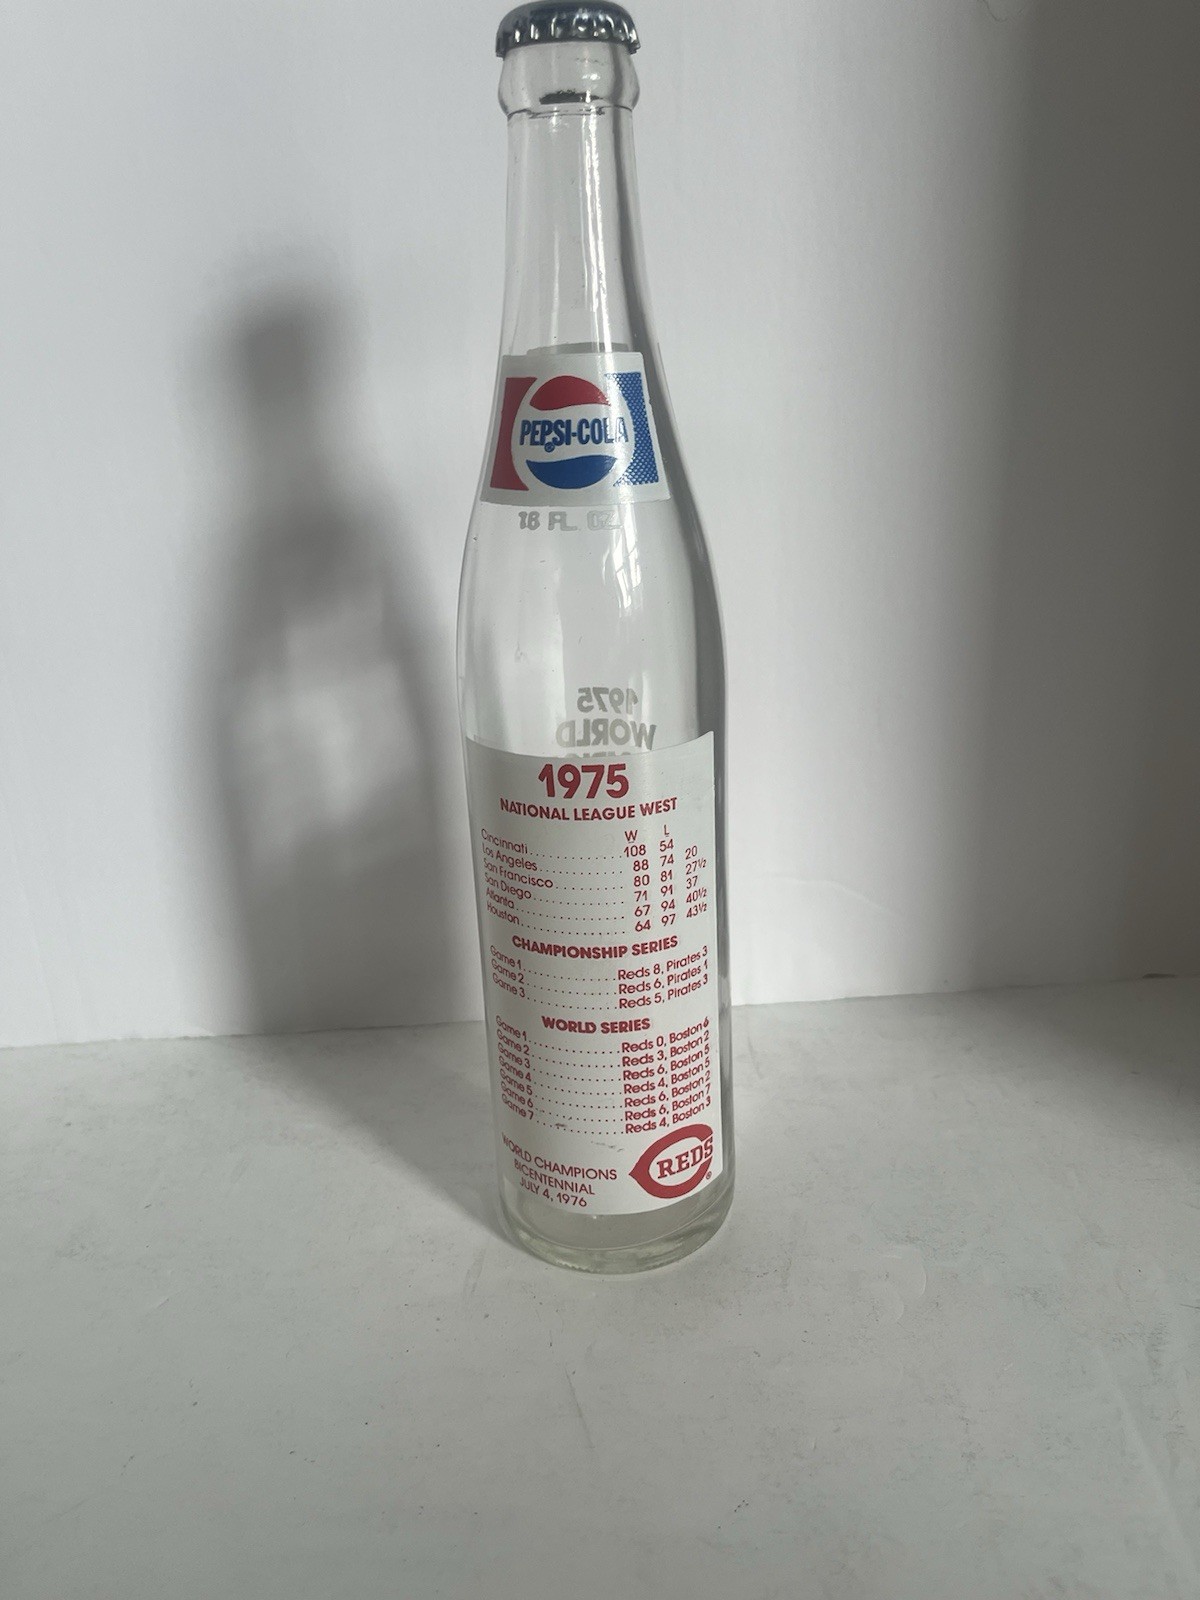 PEPSI-COLA
16 FL. OZ.
1975
WORLD
1975
NATIONAL LEAGUE WEST
W L
Cincinnati 108 54
Los Angeles 88 74 20
San Francisco 80 81 27½
San Diego 71 91 37
Atlanta 67 94 40½
Houston 64 97 43½
CHAMPIONSHIP SERIES
Game 1 Reds 8, Pirates 3
Game 2 Reds 6, Pirates 1
Game 3 Reds 5, Pirates 3
WORLD SERIES
Game 1 Reds 0, Boston 6
Game 2 Reds 3, Boston 2
Game 3 Reds 6, Boston 5
Game 4 Reds 4, Boston 5
Game 5 Reds 6, Boston 2
Game 6 Reds 6, Boston 7
Game 7 Reds 4, Boston 3
WORLD CHAMPIONS
BICENTENNIAL
JULY 4, 1976
REDS